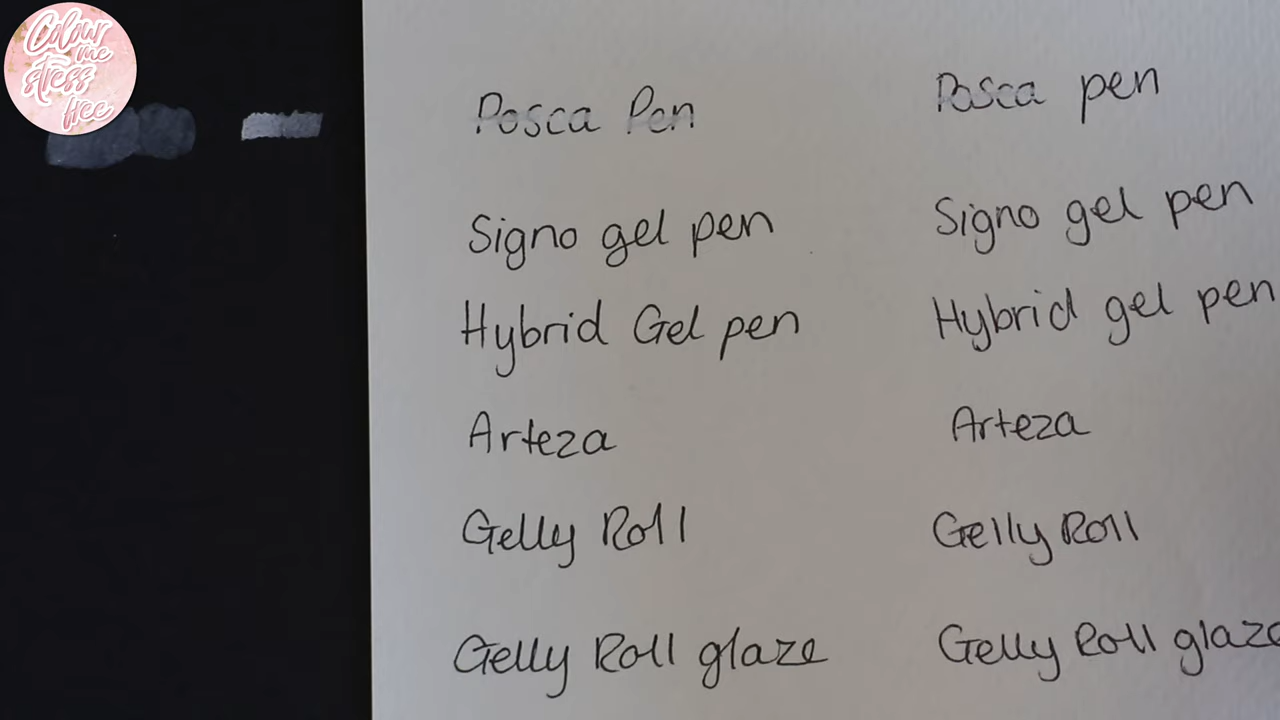 Colour
me
stress
free
Posca Pen
Posca pen
Signo gel pen
Signo gel pen
Hybrid Gel pen
Hybrid gel pen
Arteza
Arteza
Gelly Roll
Gelly Roll
Gelly Roll glaze
Gelly Roll glaze